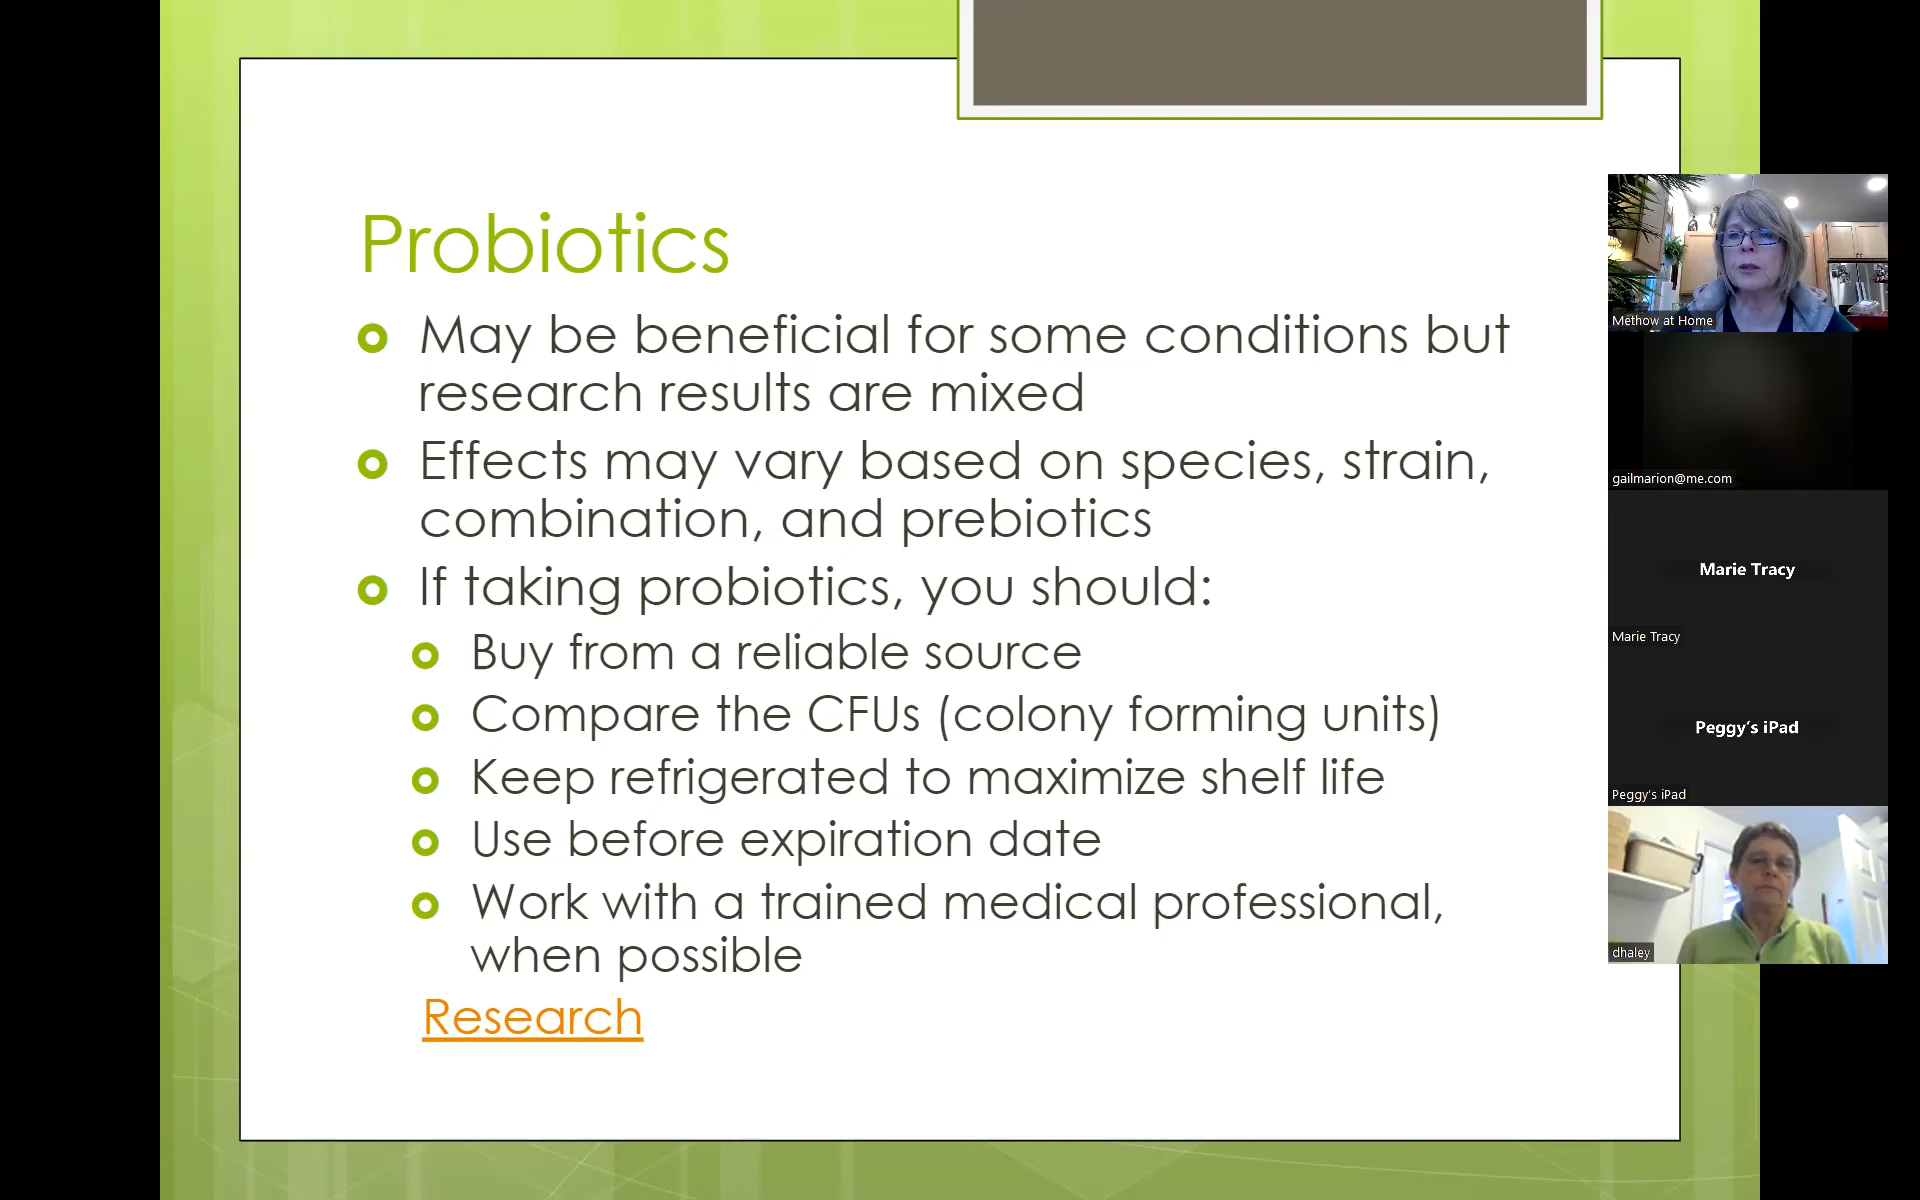 Probiotics
May be beneficial for some conditions but
research results are mixed
Effects may vary based on species, strain,
combination, and prebiotics
If taking probiotics, you should:
Buy from a reliable source
Compare the CFUs (colony forming units)
Keep refrigerated to maximize shelf life
Use before expiration date
Work with a trained medical professional,
when possible
Research
Methow at Home
gailmarion@me.com
Marie Tracy
Marie Tracy
Peggy's iPad
Peggy's iPad
dhaley